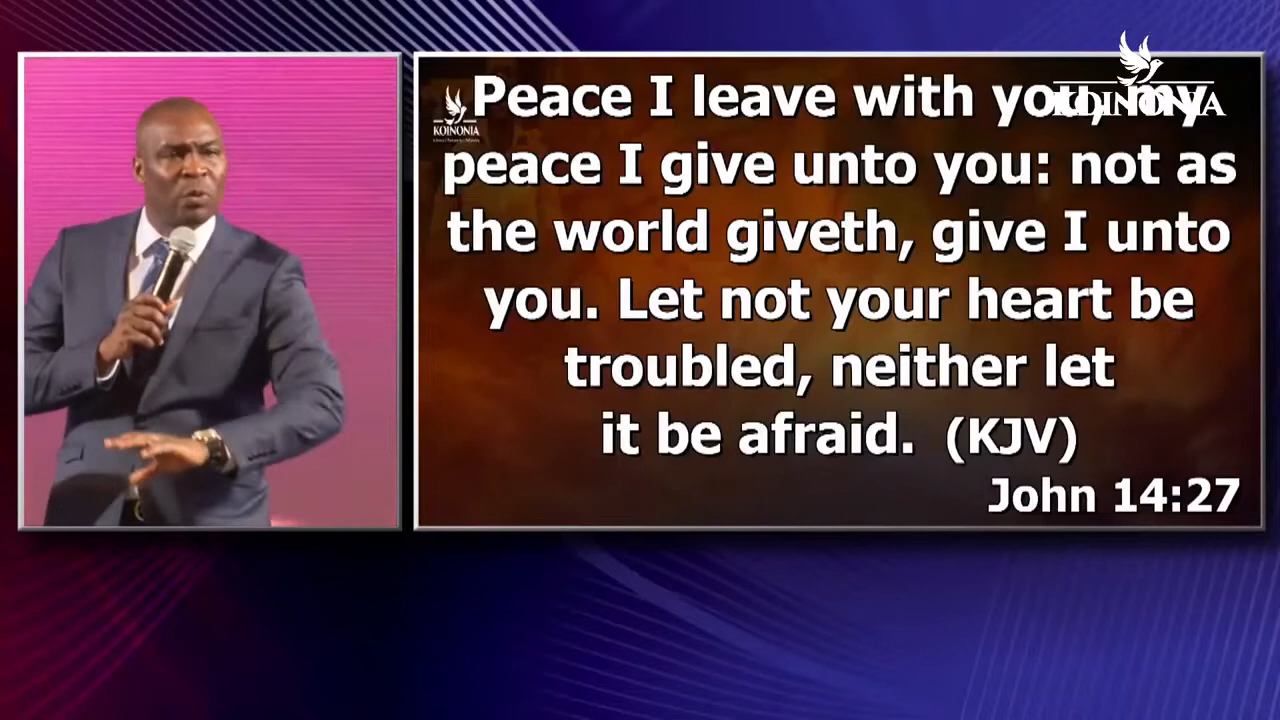 KOINONIA
KOINONIA
Peace I leave with you, my
peace I give unto you: not as
the world giveth, give I unto
you. Let not your heart be
troubled, neither let
it be afraid. (KJV)
John 14:27